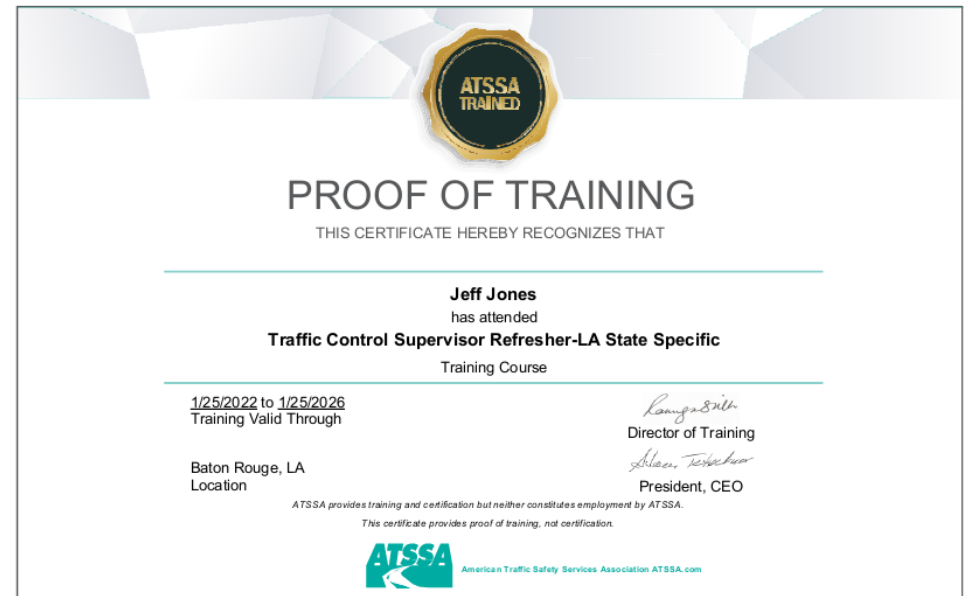 ATSSA
TRAINED
PROOF OF TRAINING
THIS CERTIFICATE HEREBY RECOGNIZES THAT
Jeff Jones
has attended
Traffic Control Supervisor Refresher-LA State Specific
Training Course
1/25/2022 to 1/25/2026
Training Valid Through
Director of Training
Baton Rouge, LA
Location
President, CEO
ATSSA provides training and certification but neither constitutes employment by ATSSA.
This certificate provides proof of training, not certification.
ATSSA
American Traffic Safety Services Association ATSSA.com